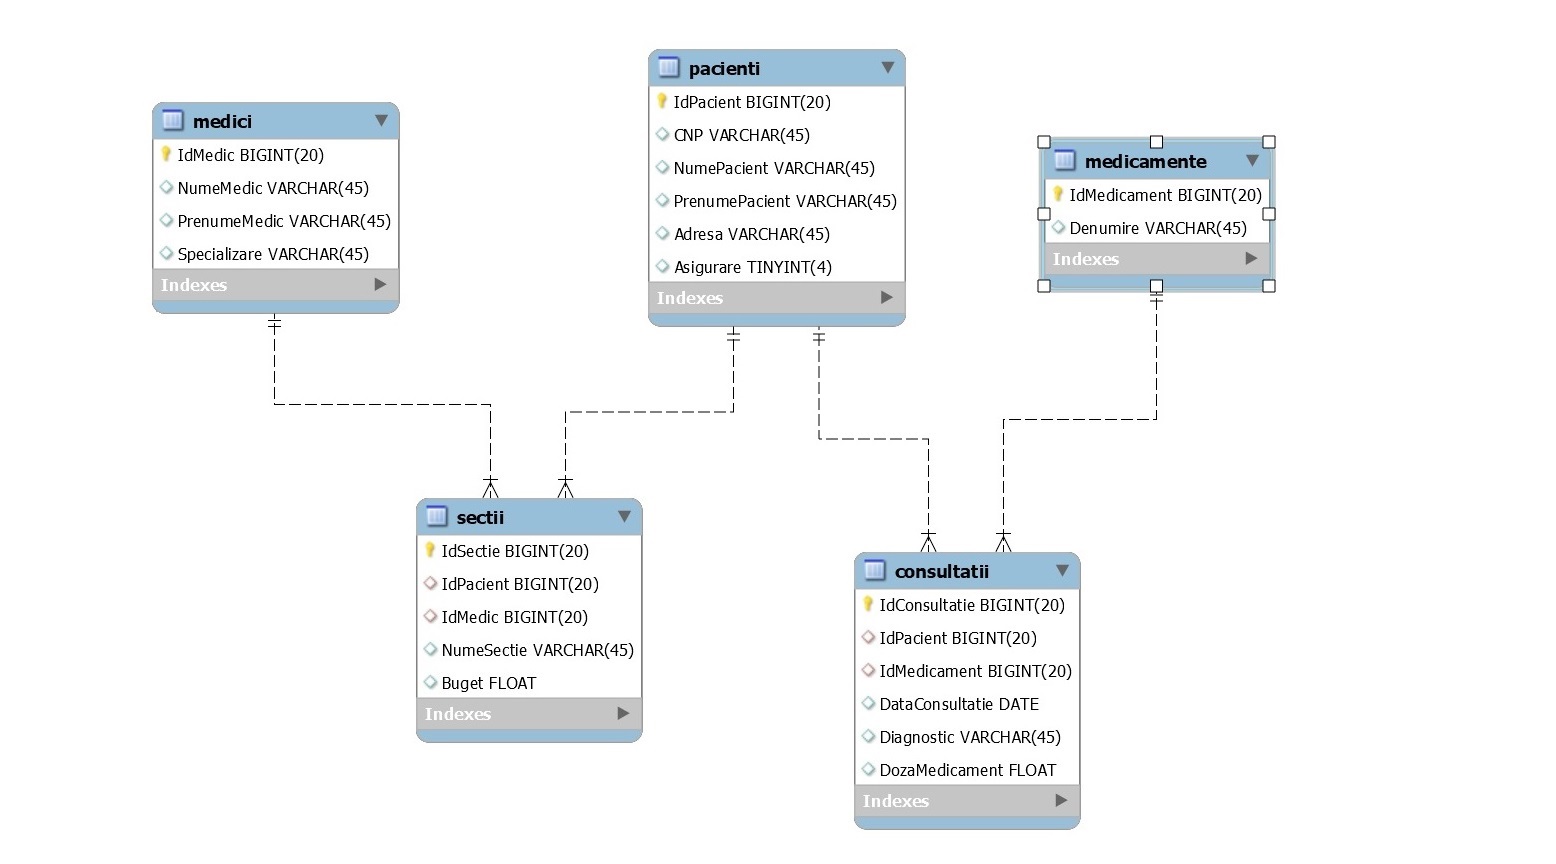 medici
IdMedic BIGINT(20)
NumeMedic VARCHAR(45)
PrenumeMedic VARCHAR(45)
Specializare VARCHAR(45)
Indexes
pacienti
IdPacient BIGINT(20)
CNP VARCHAR(45)
NumePacient VARCHAR(45)
PrenumePacient VARCHAR(45)
Adresa VARCHAR(45)
Asigurare TINYINT(4)
Indexes
medicamente
IdMedicament BIGINT(20)
Denumire VARCHAR(45)
Indexes
sectii
IdSectie BIGINT(20)
IdPacient BIGINT(20)
IdMedic BIGINT(20)
NumeSectie VARCHAR(45)
Buget FLOAT
Indexes
consultatii
IdConsultatie BIGINT(20)
IdPacient BIGINT(20)
IdMedicament BIGINT(20)
DataConsultatie DATE
Diagnostic VARCHAR(45)
DozaMedicament FLOAT
Indexes